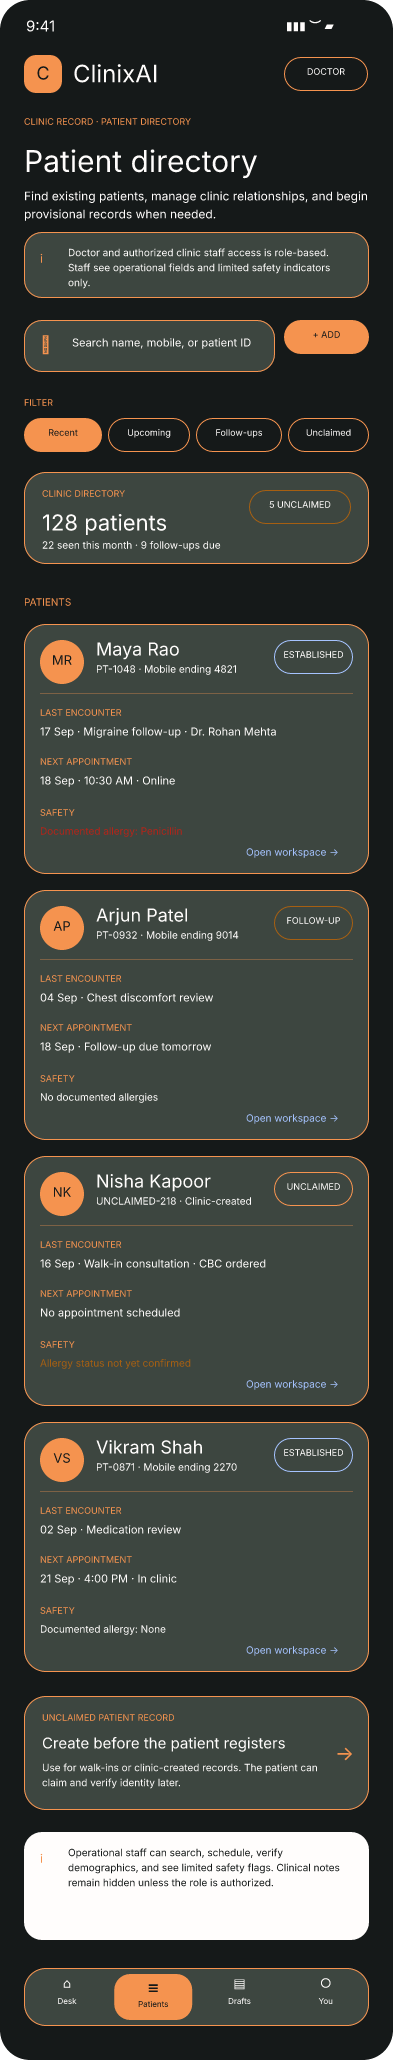 9:41
C
ClinixAI
DOCTOR
CLINIC RECORD · PATIENT DIRECTORY
Patient directory
Find existing patients, manage clinic relationships, and begin
provisional records when needed.
i
Doctor and authorized clinic staff access is role-based.
Staff see operational fields and limited safety indicators
only.
Search name, mobile, or patient ID
+ ADD
FILTER
Recent
Upcoming
Follow-ups
Unclaimed
CLINIC DIRECTORY
128 patients
22 seen this month · 9 follow-ups due
5 UNCLAIMED
PATIENTS
MR
Maya Rao
PT-1048 · Mobile ending 4821
ESTABLISHED
LAST ENCOUNTER
17 Sep · Migraine follow-up · Dr. Rohan Mehta
NEXT APPOINTMENT
18 Sep · 10:30 AM · Online
SAFETY
Documented allergy: Penicillin
Open workspace →
AP
Arjun Patel
PT-0932 · Mobile ending 9014
FOLLOW-UP
LAST ENCOUNTER
04 Sep · Chest discomfort review
NEXT APPOINTMENT
18 Sep · Follow-up due tomorrow
SAFETY
No documented allergies
Open workspace →
NK
Nisha Kapoor
UNCLAIMED-218 · Clinic-created
UNCLAIMED
LAST ENCOUNTER
16 Sep · Walk-in consultation · CBC ordered
NEXT APPOINTMENT
No appointment scheduled
SAFETY
Allergy status not yet confirmed
Open workspace →
VS
Vikram Shah
PT-0871 · Mobile ending 2270
ESTABLISHED
LAST ENCOUNTER
02 Sep · Medication review
NEXT APPOINTMENT
21 Sep · 4:00 PM · In clinic
SAFETY
Documented allergy: None
Open workspace →
UNCLAIMED PATIENT RECORD
Create before the patient registers
Use for walk-ins or clinic-created records. The patient can
claim and verify identity later.
→
i
Operational staff can search, schedule, verify
demographics, and see limited safety flags. Clinical notes
remain hidden unless the role is authorized.
Desk
Patients
Drafts
You